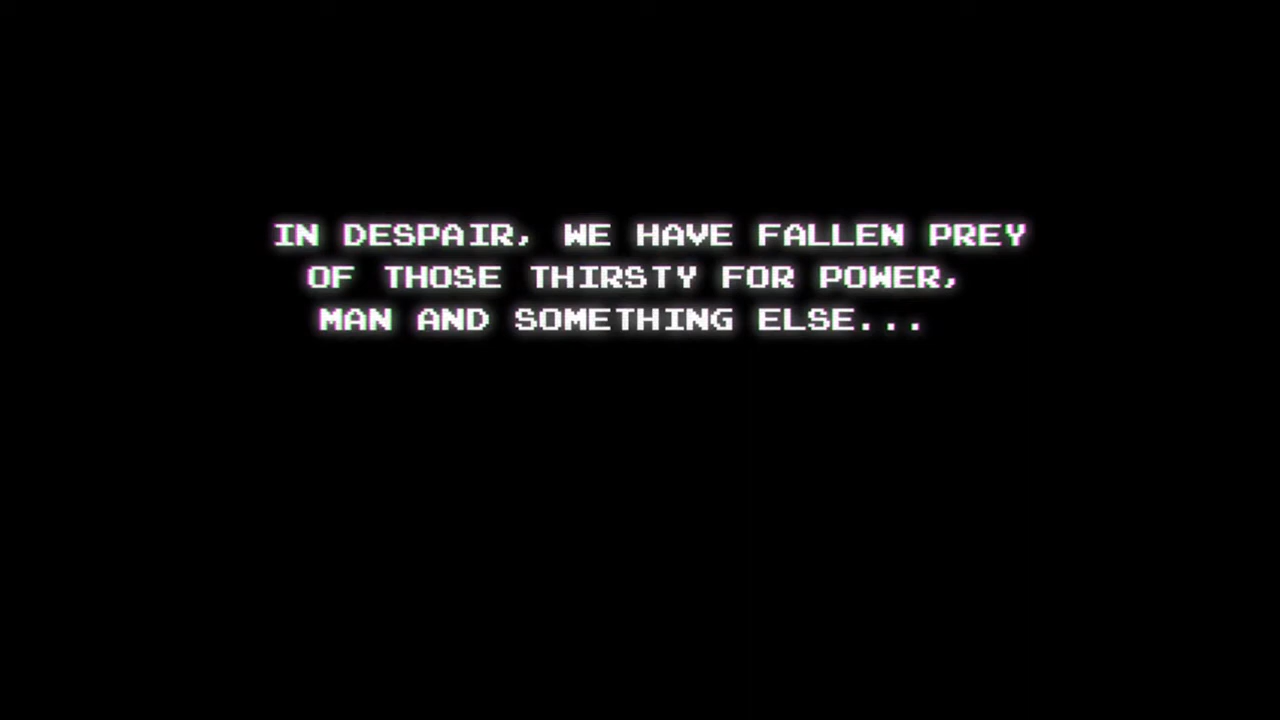 IN DESPAIR, WE HAVE FALLEN PREY
OF THOSE THIRSTY FOR POWER,
MAN AND SOMETHING ELSE...